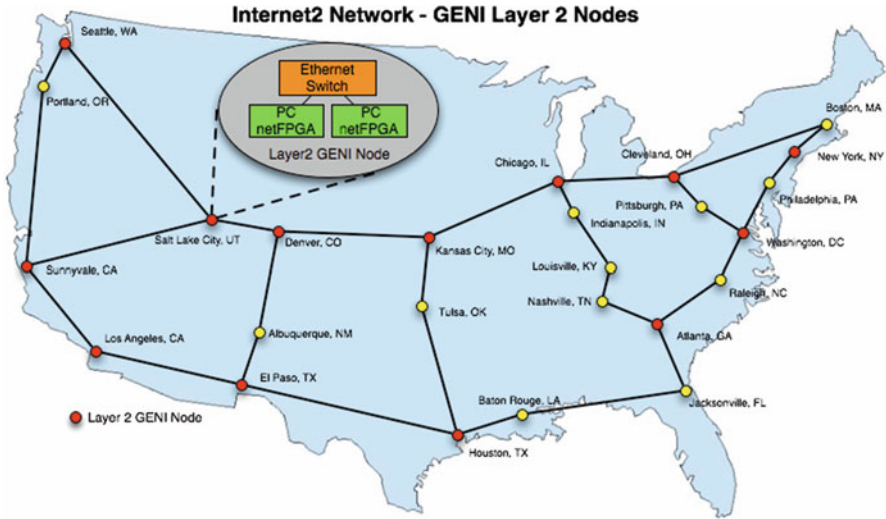 Internet2 Network - GENI Layer 2 Nodes
Seattle, WA
Portland, OR
Ethernet
Switch
PC
netFPGA
PC
netFPGA
Layer2 GENI Node
Boston, MA
New York, NY
Cleveland, OH
Chicago, IL
Philadelphia, PA
Pittsburgh, PA
Indianapolis, IN
Washington, DC
Salt Lake City, UT
Denver, CO
Kansas City, MO
Sunnyvale, CA
Louisville, KY
Raleigh, NC
Nashville, TN
Tulsa, OK
Albuquerque, NM
Los Angeles, CA
Atlanta, GA
El Paso, TX
Baton Rouge, LA
Jacksonville, FL
Layer 2 GENI Node
Houston, TX